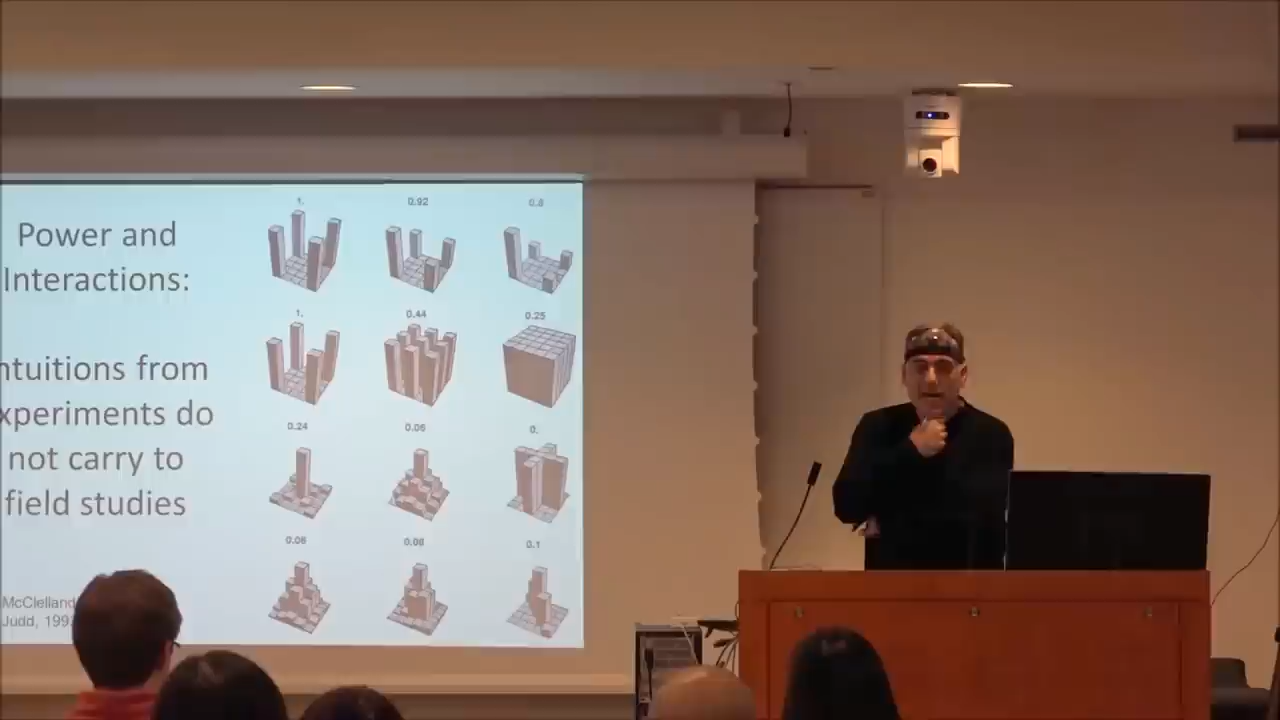 Power and
Interactions:
ntuitions from
xperiments do
not carry to
field studies
McClelland
Judd, 199
1. 0.92 0.8
1. 0.44 0.25
0.24 0.06 0.
0.08 0.08 0.1